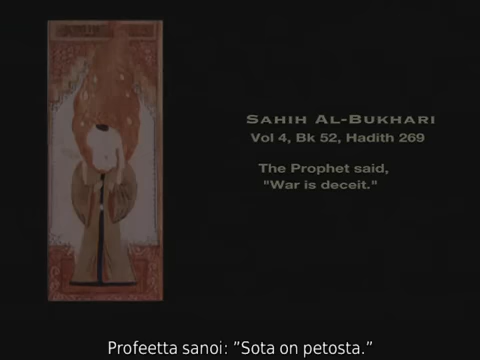 SAHIH AL-BUKHARI
Vol 4, Bk 52, Hadith 269
The Prophet said,
"War is deceit."
Profeetta sanoi: ”Sota on petosta.”